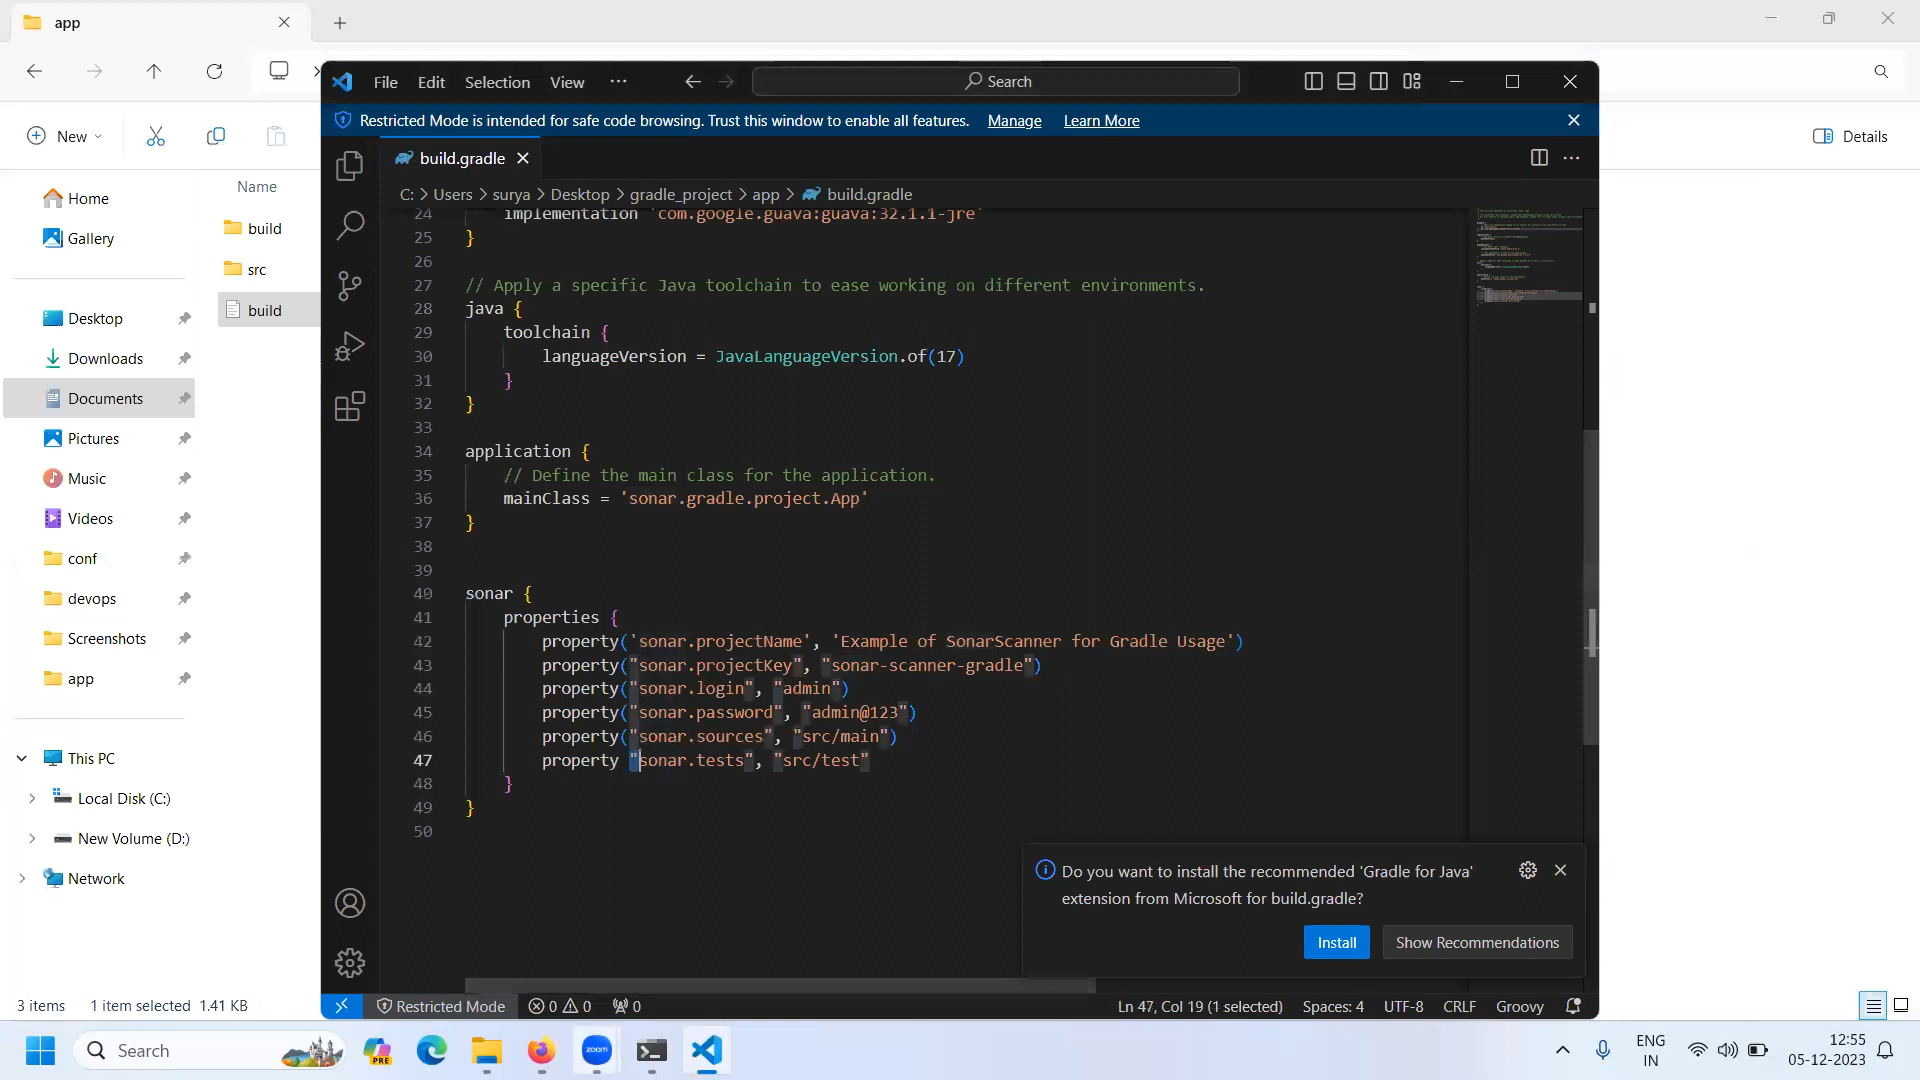 app
File Edit Selection View ··· Search
Restricted Mode is intended for safe code browsing. Trust this window to enable all features. Manage Learn More
New
Details
build.gradle
C: > Users > surya > Desktop > gradle_project > app > build.gradle
Name
Home
Gallery
build
src
build
Desktop
Downloads
Documents
Pictures
Music
Videos
conf
devops
Screenshots
app
This PC
Local Disk (C:)
New Volume (D:)
Network
24 implementation 'com.google.guava:guava:32.1.1-jre'
25 }
26
27 // Apply a specific Java toolchain to ease working on different environments.
28 java {
29 toolchain {
30 languageVersion = JavaLanguageVersion.of(17)
31 }
32 }
33
34 application {
35 // Define the main class for the application.
36 mainClass = 'sonar.gradle.project.App'
37 }
38
39
40 sonar {
41 properties {
42 property('sonar.projectName', 'Example of SonarScanner for Gradle Usage')
43 property("sonar.projectKey", "sonar-scanner-gradle")
44 property("sonar.login", "admin")
45 property("sonar.password", "admin@123")
46 property("sonar.sources", "src/main")
47 property "sonar.tests", "src/test"
48 }
49 }
50
Do you want to install the recommended 'Gradle for Java'
extension from Microsoft for build.gradle?
Install Show Recommendations
3 items 1 item selected 1.41 KB
Restricted Mode 0 0 0 Ln 47, Col 19 (1 selected) Spaces: 4 UTF-8 CRLF Groovy
Search
PRE
zoom
ENG
IN
12:55
05-12-2023